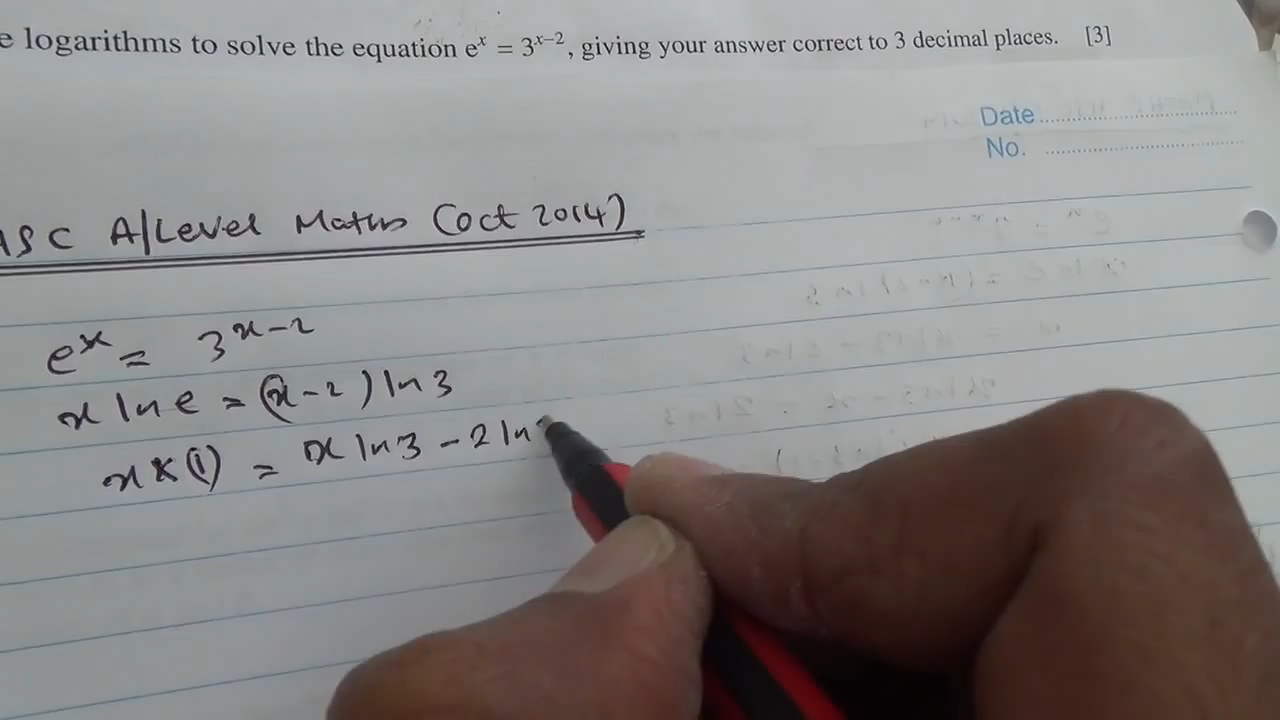 e logarithms to solve the equation eˣ = 3ˣ⁻², giving your answer correct to 3 decimal places. [3]
Date
No.
ASC A/Level Maths (Oct 2014)
eˣ = 3ˣ⁻²
x ln e = (x-2) ln 3
x × (1) = x ln 3 - 2 ln